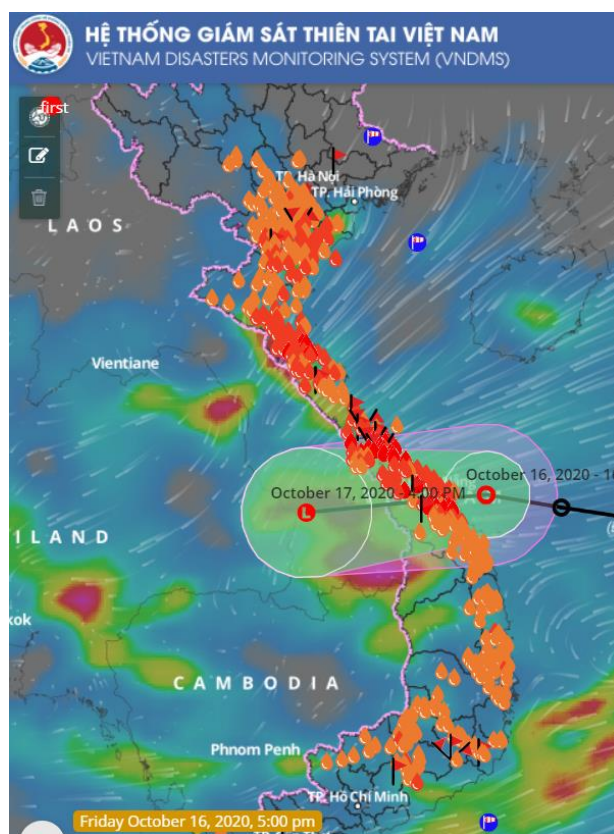 HỆ THỐNG GIÁM SÁT THIÊN TAI VIỆT NAM
VIETNAM DISASTERS MONITORING SYSTEM (VNDMS)
first
TP. Hà Nội
TP. Hải Phòng
LAOS
Vientiane
October 16, 2020 - 1
October 17, 2020 - 4:00 PM
L
ILAND
kok
CAMBODIA
Phnom Penh
TP. Hồ Chí Minh
Friday October 16, 2020, 5:00 pm